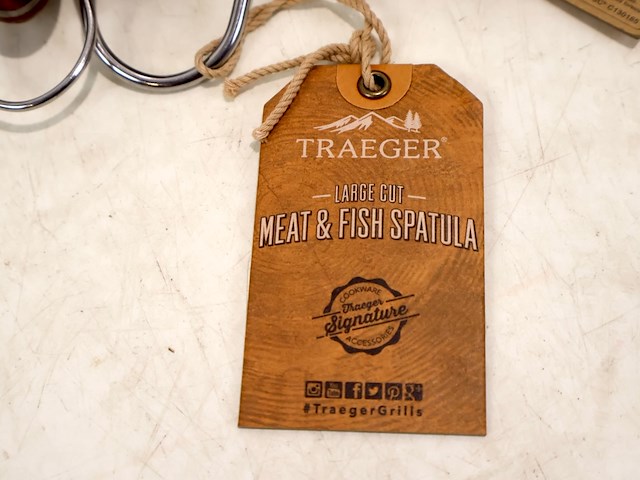 TRAEGER®
LARGE CUT
MEAT & FISH SPATULA
COOKWARE
Traeger
Signature
ACCESSORIES
#TraegerGrills